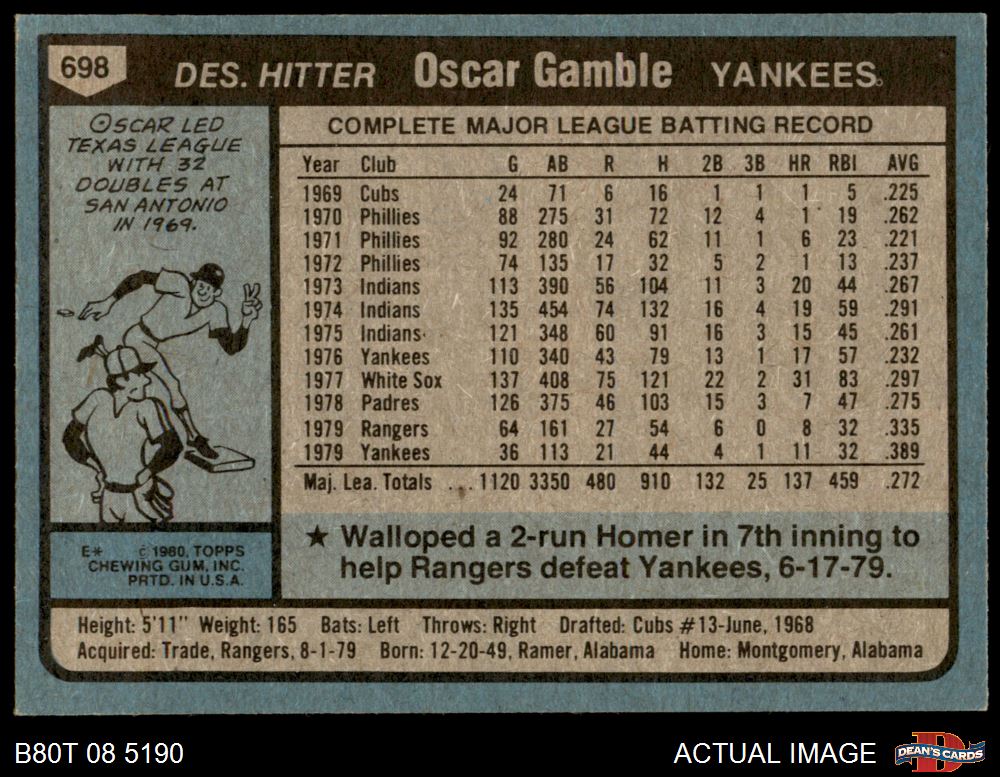 698 DES. HITTER Oscar Gamble YANKEES
OSCAR LED
TEXAS LEAGUE
WITH 32
DOUBLES AT
SAN ANTONIO
IN 1969.
COMPLETE MAJOR LEAGUE BATTING RECORD
Year Club G AB R H 2B 3B HR RBI AVG
1969 Cubs 24 71 6 16 1 1 1 5 .225
1970 Phillies 88 275 31 72 12 4 1 19 .262
1971 Phillies 92 280 24 62 11 1 6 23 .221
1972 Phillies 74 135 17 32 5 2 1 13 .237
1973 Indians 113 390 56 104 11 3 20 44 .267
1974 Indians 135 454 74 132 16 4 19 59 .291
1975 Indians 121 348 60 91 16 3 15 45 .261
1976 Yankees 110 340 43 79 13 1 17 57 .232
1977 White Sox 137 408 75 121 22 2 31 83 .297
1978 Padres 126 375 46 103 15 3 7 47 .275
1979 Rangers 64 161 27 54 6 0 8 32 .335
1979 Yankees 36 113 21 44 4 1 11 32 .389
Maj. Lea. Totals ... 1120 3350 480 910 132 25 137 459 .272
★ Walloped a 2-run Homer in 7th inning to
help Rangers defeat Yankees, 6-17-79.
E* © 1980, TOPPS
CHEWING GUM, INC.
PRTD. IN U.S.A.
Height: 5'11" Weight: 165 Bats: Left Throws: Right Drafted: Cubs #13-June, 1968
Acquired: Trade, Rangers, 8-1-79 Born: 12-20-49, Ramer, Alabama Home: Montgomery, Alabama
B80T 08 5190 ACTUAL IMAGE DEAN'S CARDS